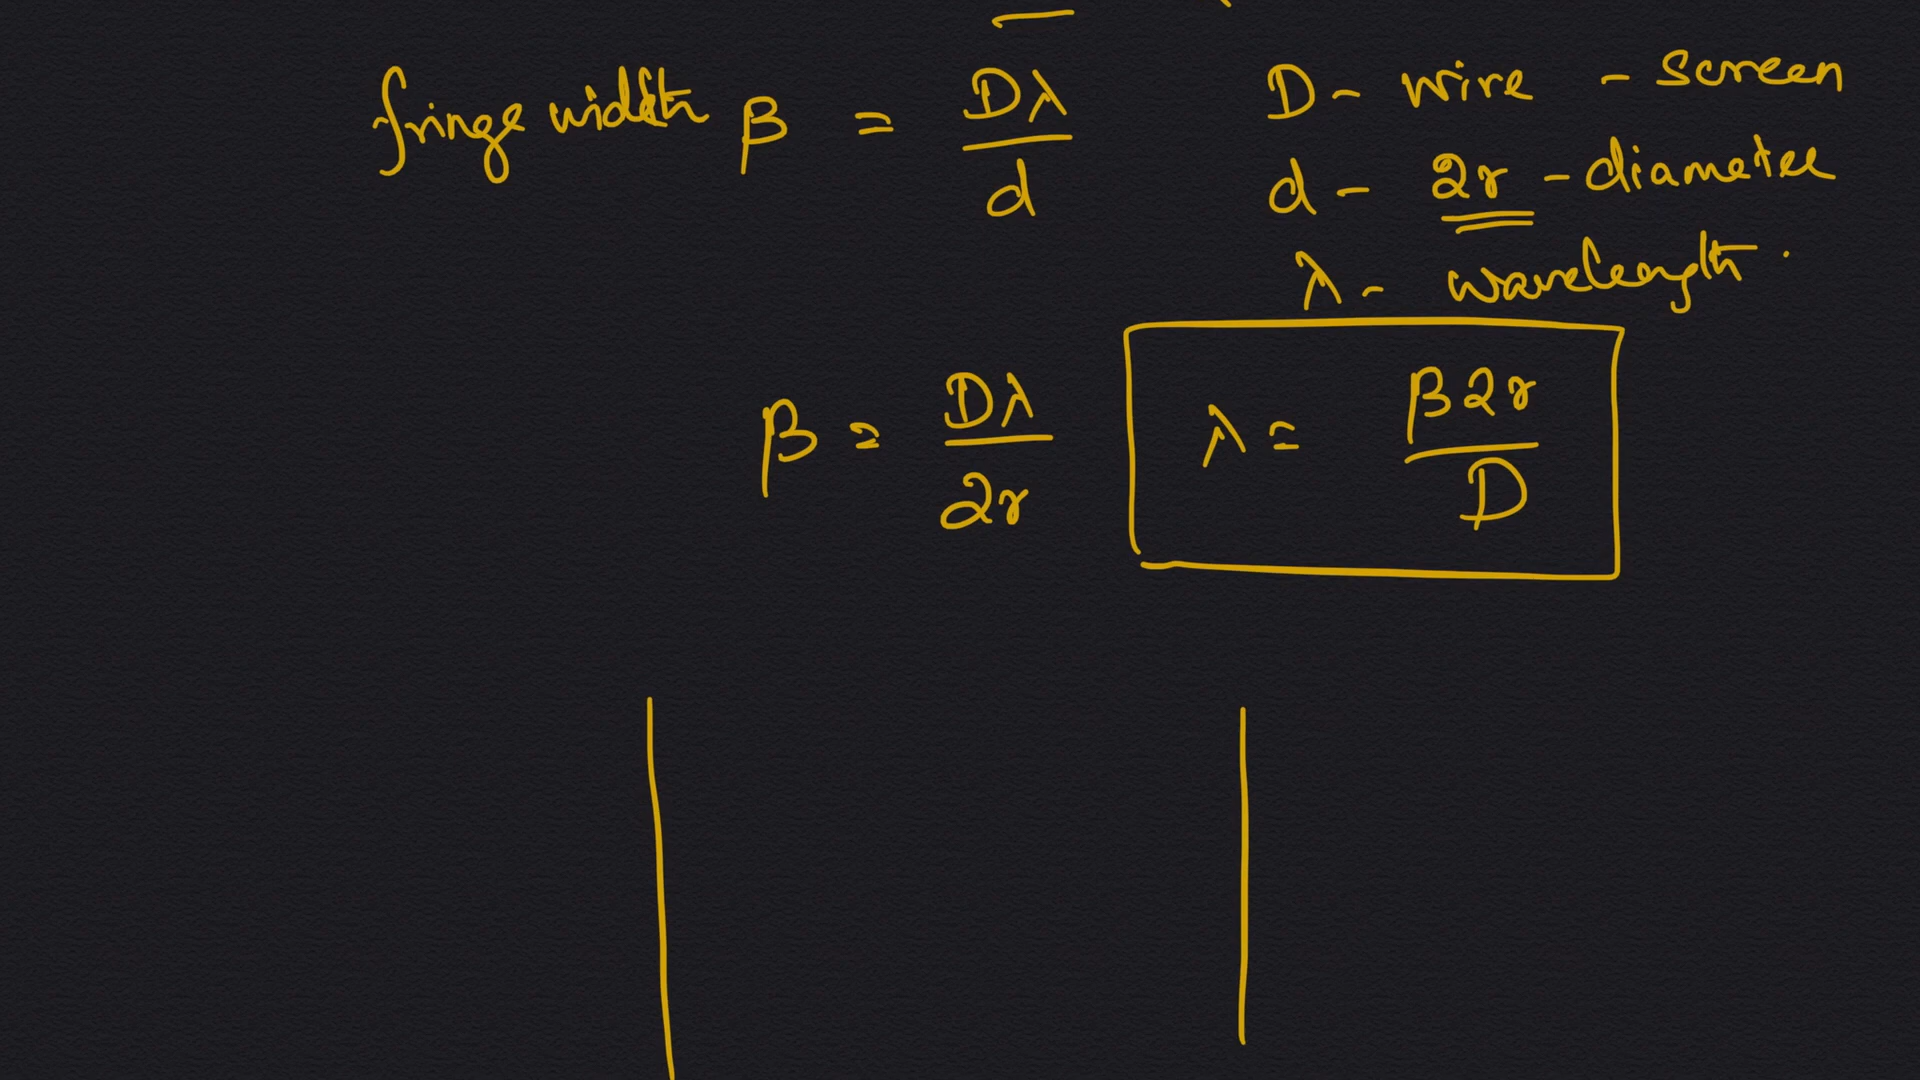 fringe width β = Dλ/d
D - wire - screen
d - 2r - diameter
λ - wavelength.
β = Dλ/2r
λ = β2r/D